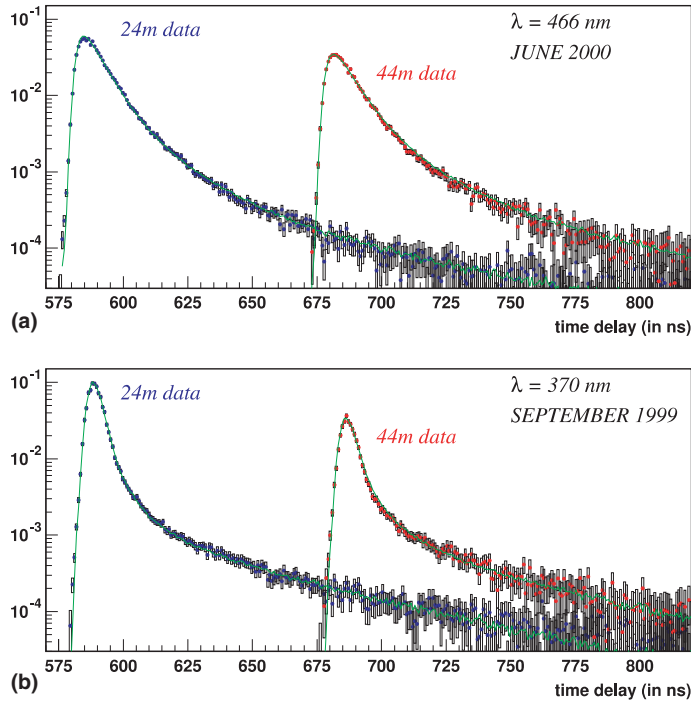 10^-1
10^-2
10^-3
10^-4
24m data
44m data
λ = 466 nm
JUNE 2000
575 600 625 650 675 700 725 750 775 800
time delay (in ns)
(a)
10^-1
10^-2
10^-3
10^-4
24m data
44m data
λ = 370 nm
SEPTEMBER 1999
575 600 625 650 675 700 725 750 775 800
time delay (in ns)
(b)